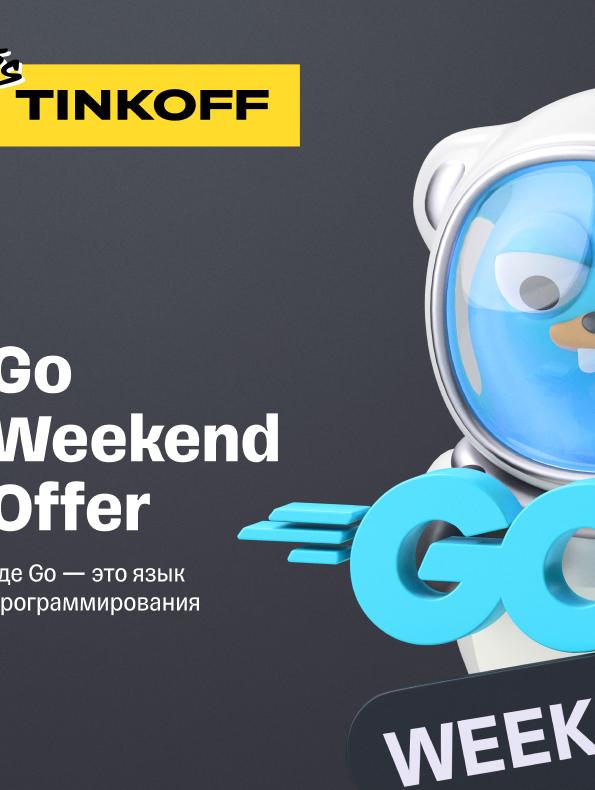 TINKOFF
Go
Weekend
Offer
де Go — это язык
рограммирования
GO
WEEK